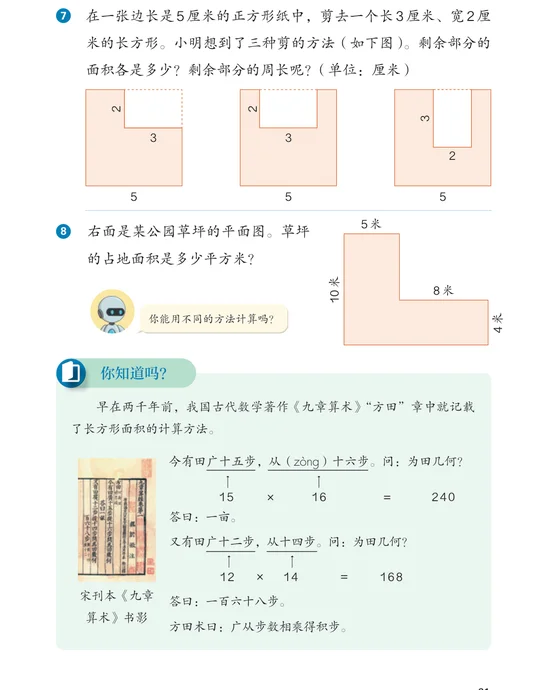 7 在一张边长是5厘米的正方形纸中，剪去一个长3厘米、宽2厘
米的长方形。小明想到了三种剪的方法（如下图）。剩余部分的
面积各是多少？剩余部分的周长呢？（单位：厘米）
2
3
5
2
3
5
3
2
5
8 右面是某公园草坪的平面图。草坪
的占地面积是多少平方米？
你能用不同的方法计算吗？
5米
10米
8米
4米
你知道吗？
早在两千年前，我国古代数学著作《九章算术》“方田”章中就记载
了长方形面积的计算方法。
今有田广十五步，从（zòng）十六步。问：为田几何？
15 × 16 = 240
答曰：一亩。
又有田广十二步，从十四步。问：为田几何？
12 × 14 = 168
答曰：一百六十八步。
方田术曰：广从步数相乘得积步。
宋刊本《九章
算术》书影